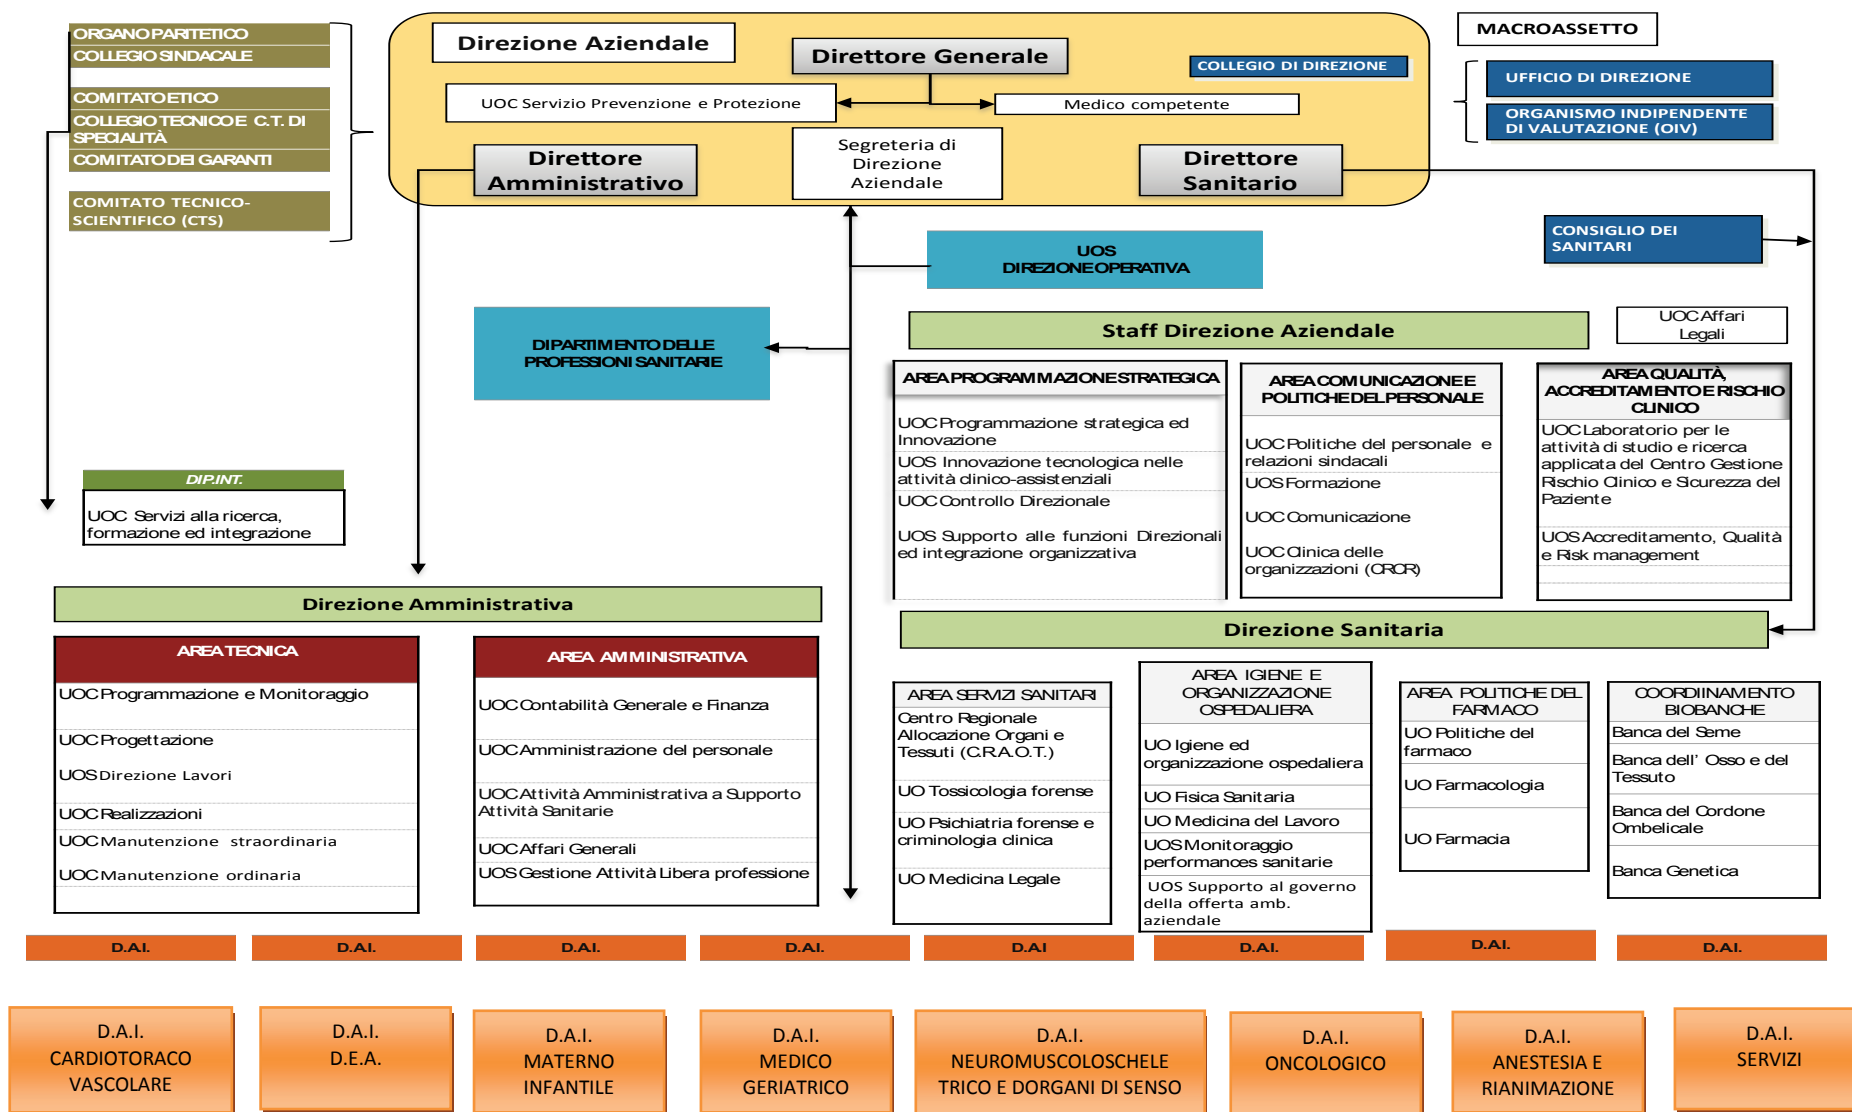 ORGANO PARITETICO
COLLEGIO SINDACALE
COMITATO ETICO
COLLEGIO TECNICO E C.T. DI
SPECIALITÀ
COMITATO DEI GARANTI
COMITATO TECNICO-
SCIENTIFICO (CTS)
Direzione Aziendale
Direttore Generale
COLLEGIO DI DIREZIONE
UOC Servizio Prevenzione e Protezione
Medico competente
Segreteria di
Direzione
Aziendale
Direttore
Amministrativo
Direttore
Sanitario
MACROASSETTO
UFFICIO DI DIREZIONE
ORGANISMO INDIPENDENTE
DI VALUTAZIONE (OIV)
CONSIGLIO DEI
SANITARI
UOS
DIREZIONE OPERATIVA
DIPARTIMENTO DELLE
PROFESSIONI SANITARIE
Staff Direzione Aziendale
UOC Affari
Legali
AREA PROGRAMMAZIONE STRATEGICA
UOC Programmazione strategica ed
Innovazione
UOS Innovazione tecnologica nelle
attività clinico-assistenziali
UOC Controllo Direzionale
UOS Supporto alle funzioni Direzionali
ed integrazione organizzativa
AREA COMUNICAZIONE E
POLITICHE DEL PERSONALE
UOC Politiche del personale e
relazioni sindacali
UOS Formazione
UOC Comunicazione
UOC Clinica delle
organizzazioni (CRCR)
AREA QUALITÀ,
ACCREDITAMENTO E RISCHIO
CLINICO
UOC Laboratorio per le
attività di studio e ricerca
applicata del Centro Gestione
Rischio Clinico e Sicurezza del
Paziente
UOS Accreditamento, Qualità
e Risk management
DIP.INT.
UOC Servizi alla ricerca,
formazione ed integrazione
Direzione Amministrativa
AREA TECNICA
UOC Programmazione e Monitoraggio
UOC Progettazione
UOS Direzione Lavori
UOC Realizzazioni
UOC Manutenzione straordinaria
UOC Manutenzione ordinaria
AREA AMMINISTRATIVA
UOC Contabilità Generale e Finanza
UOC Amministrazione del personale
UOC Attività Amministrativa a Supporto
Attività Sanitarie
UOC Affari Generali
UOS Gestione Attività Libera professione
Direzione Sanitaria
AREA SERVIZI SANITARI
Centro Regionale
Allocazione Organi e
Tessuti (C.R.A.O.T.)
UO Tossicologia forense
UO Psichiatria forense e
criminologia clinica
UO Medicina Legale
AREA IGIENE E
ORGANIZZAZIONE
OSPEDALIERA
UO Igiene ed
organizzazione ospedaliera
UO Fisica Sanitaria
UO Medicina del Lavoro
UOS Monitoraggio
performances sanitarie
UOS Supporto al governo
della offerta amb.
aziendale
AREA POLITICHE DEL
FARMACO
UO Politiche del
farmaco
UO Farmacologia
UO Farmacia
COORDIINAMENTO
BIOBANCHE
Banca del Seme
Banca dell' Osso e del
Tessuto
Banca del Cordone
Ombelicale
Banca Genetica
D.A.I.
D.A.I.
D.A.I.
D.A.I.
D.A.I
D.A.I.
D.A.I.
D.A.I.
D.A.I.
CARDIOTORACO
VASCOLARE
D.A.I.
D.E.A.
D.A.I.
MATERNO
INFANTILE
D.A.I.
MEDICO
GERIATRICO
D.A.I.
NEUROMUSCOLOSCHELE
TRICO E DORGANI DI SENSO
D.A.I.
ONCOLOGICO
D.A.I.
ANESTESIA E
RIANIMAZIONE
D.A.I.
SERVIZI